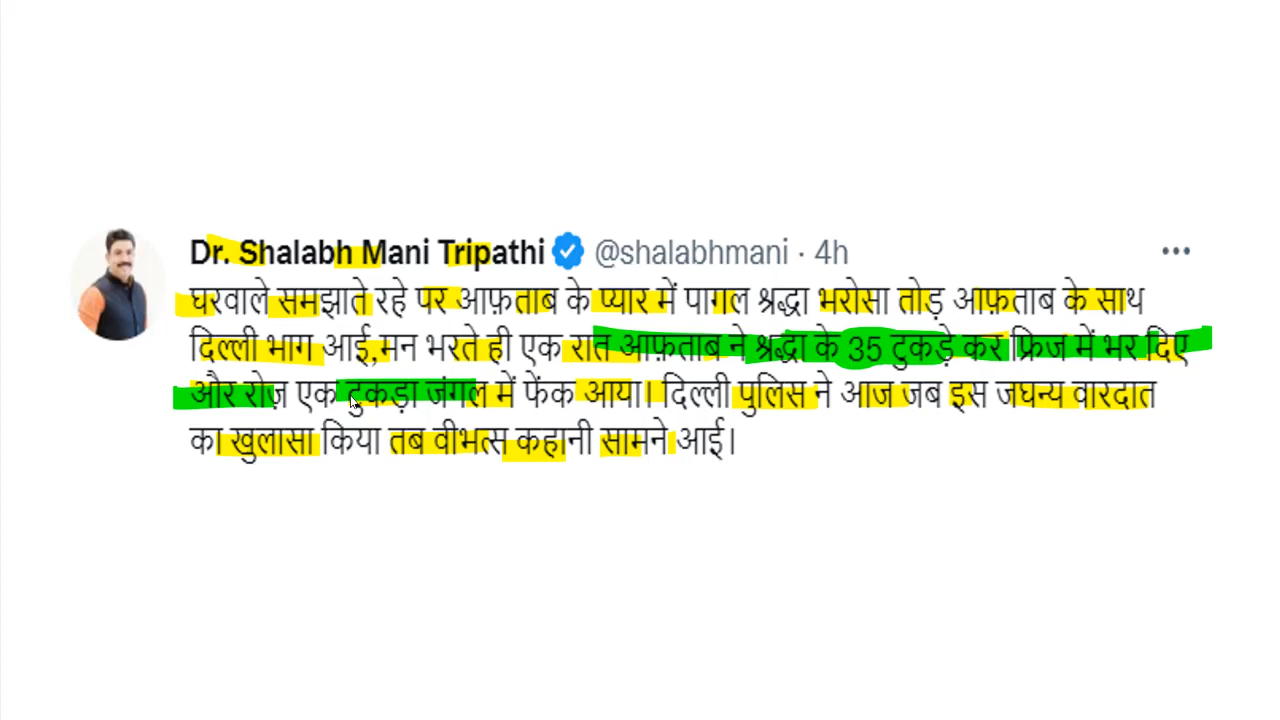 Dr. Shalabh Mani Tripathi @shalabhmani · 4h
घरवाले समझाते रहे पर आफ़ताब के प्यार में पागल श्रद्धा भरोसा तोड़ आफ़ताब के साथ
दिल्ली भाग आई,मन भरते ही एक रात आफ़ताब ने श्रद्धा के 35 टुकड़े कर फ्रिज में भर दिए
और रोज़ एक टुकड़ा जंगल में फेंक आया। दिल्ली पुलिस ने आज जब इस जघन्य वारदात
का खुलासा किया तब वीभत्स कहानी सामने आई।